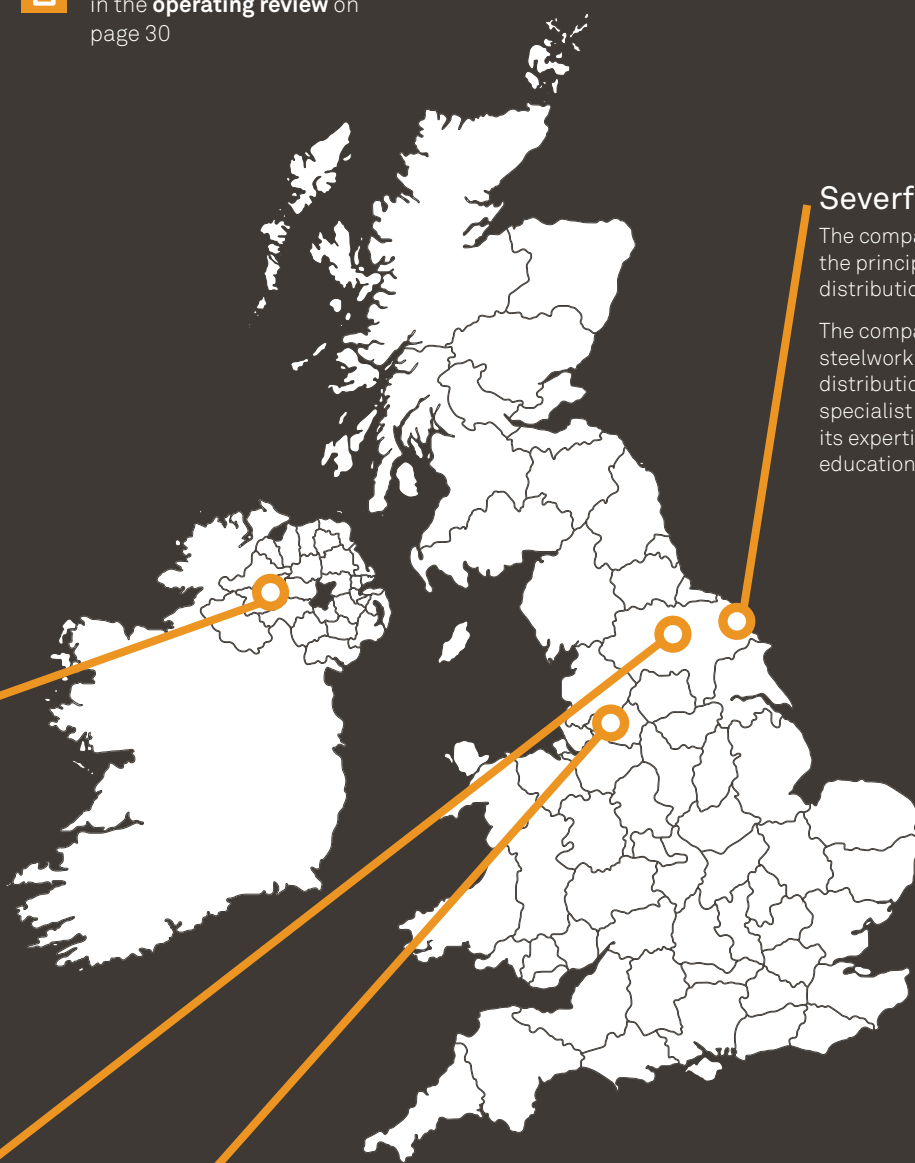 in the operating review on
page 30
Severf
The compa
the princip
distributio
The compa
steelwork
distributio
specialist
its experti
education